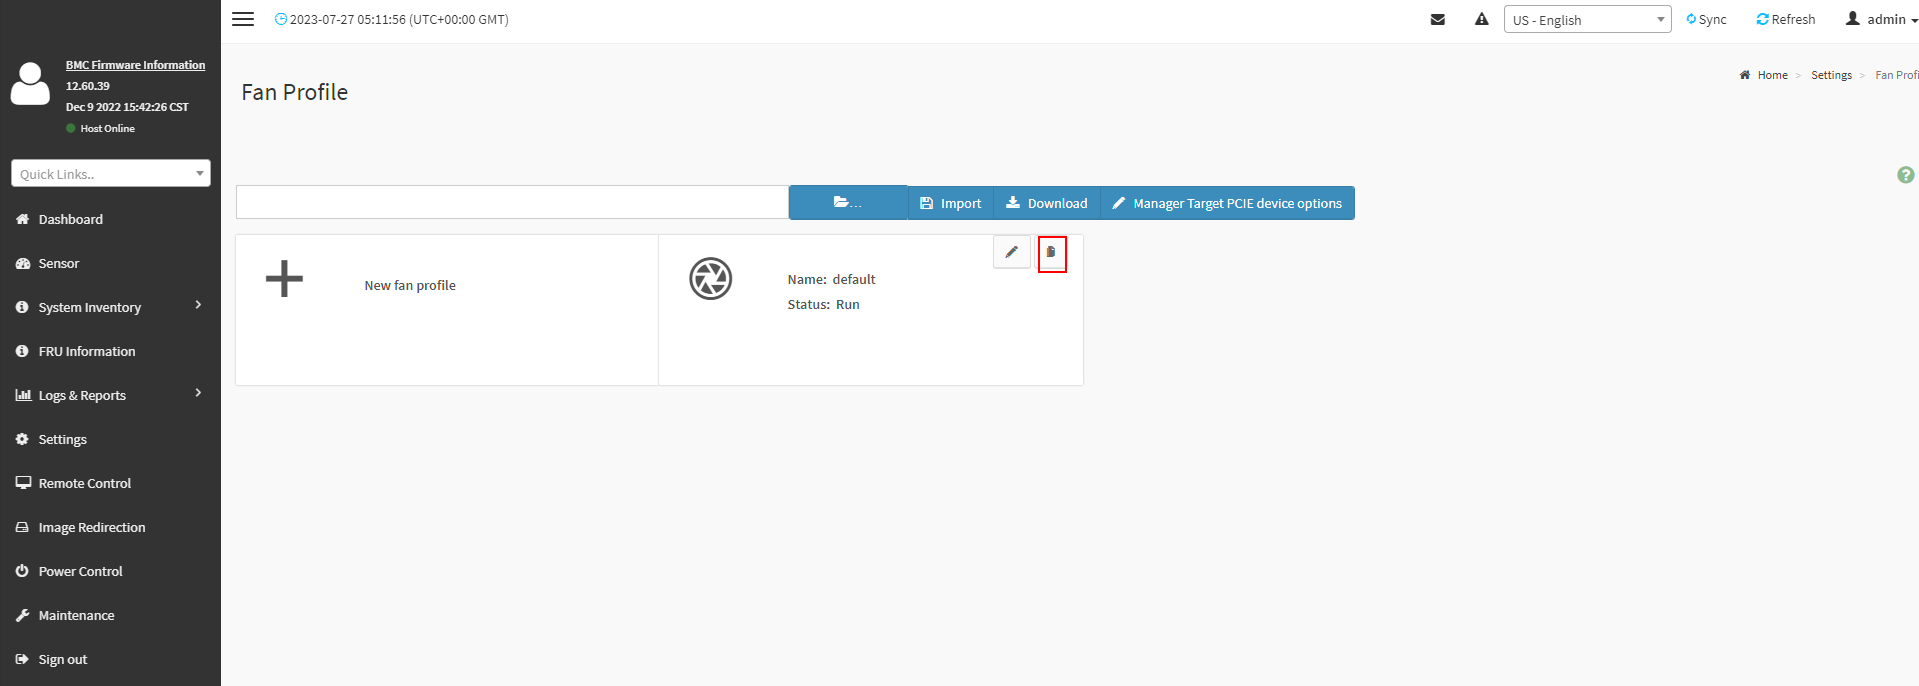 2023-07-27 05:11:56 (UTC+00:00 GMT)
US - English
Sync
Refresh
admin
BMC Firmware Information
12.60.39
Dec 9 2022 15:42:26 CST
Host Online
Quick Links..
Dashboard
Sensor
System Inventory
FRU Information
Logs & Reports
Settings
Remote Control
Image Redirection
Power Control
Maintenance
Sign out
Fan Profile
Home > Settings > Fan Profi
...
Import
Download
Manager Target PCIE device options
New fan profile
Name: default
Status: Run